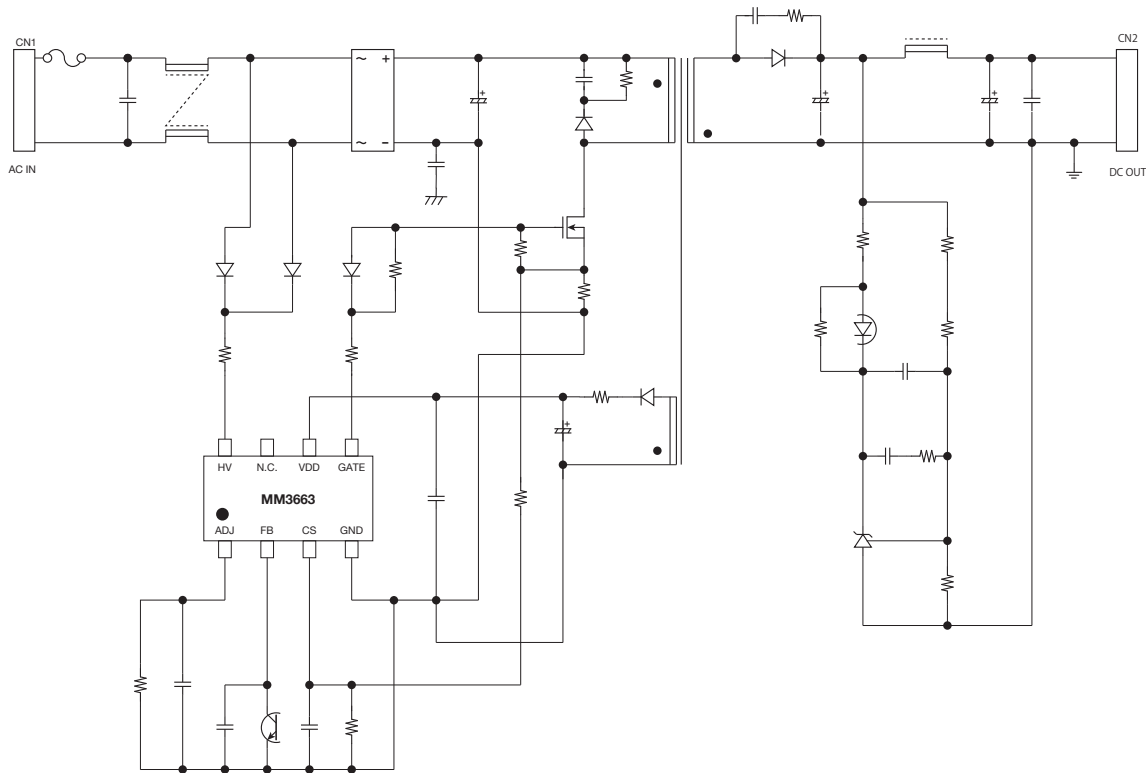 CN1
CN2
AC IN
DC OUT
HV
N.C.
VDD
GATE
MM3663
ADJ
FB
CS
GND